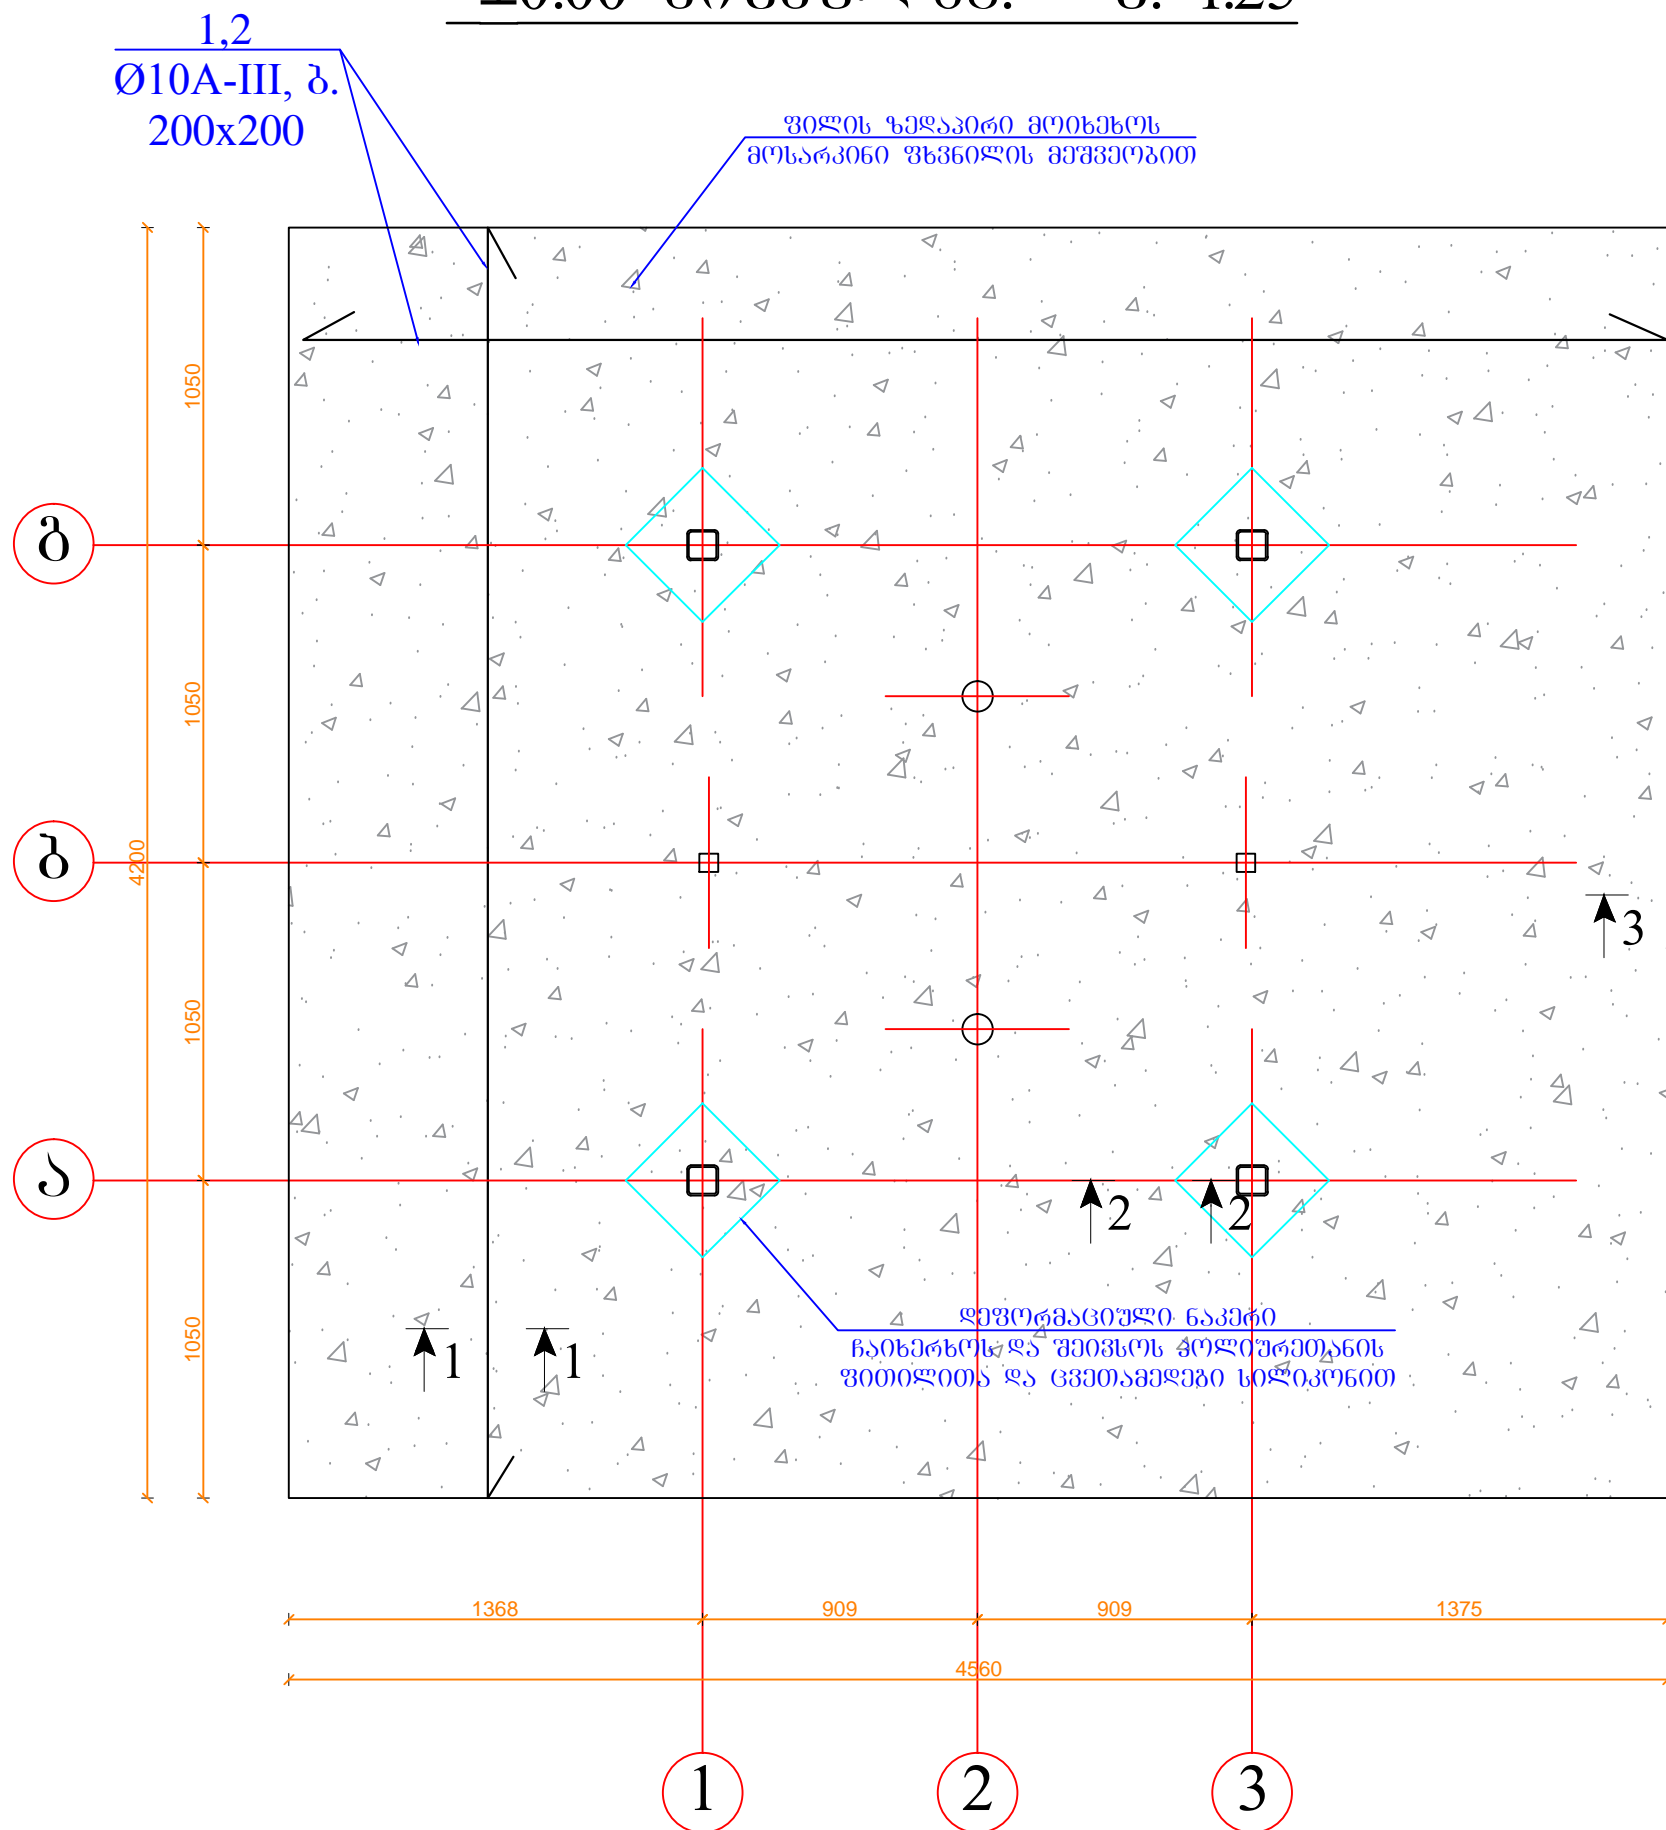 1,2
Ø10A-III, ბ.
200x200
ფილის ზედაპირი მოიხეხოს
მოსარკინი ფხვნილის მეშვეობით
1050
1050
1050
1050
4200
გ
ბ
ა
3
2
2
1
1
დეფორმაციული ნაკერი
ჩაიხერხოს და შეივსოს პოლიურეთანის
ფითილითა და ცვეთამედეგი სილიკონით
1368
909
909
1375
4560
1
2
3